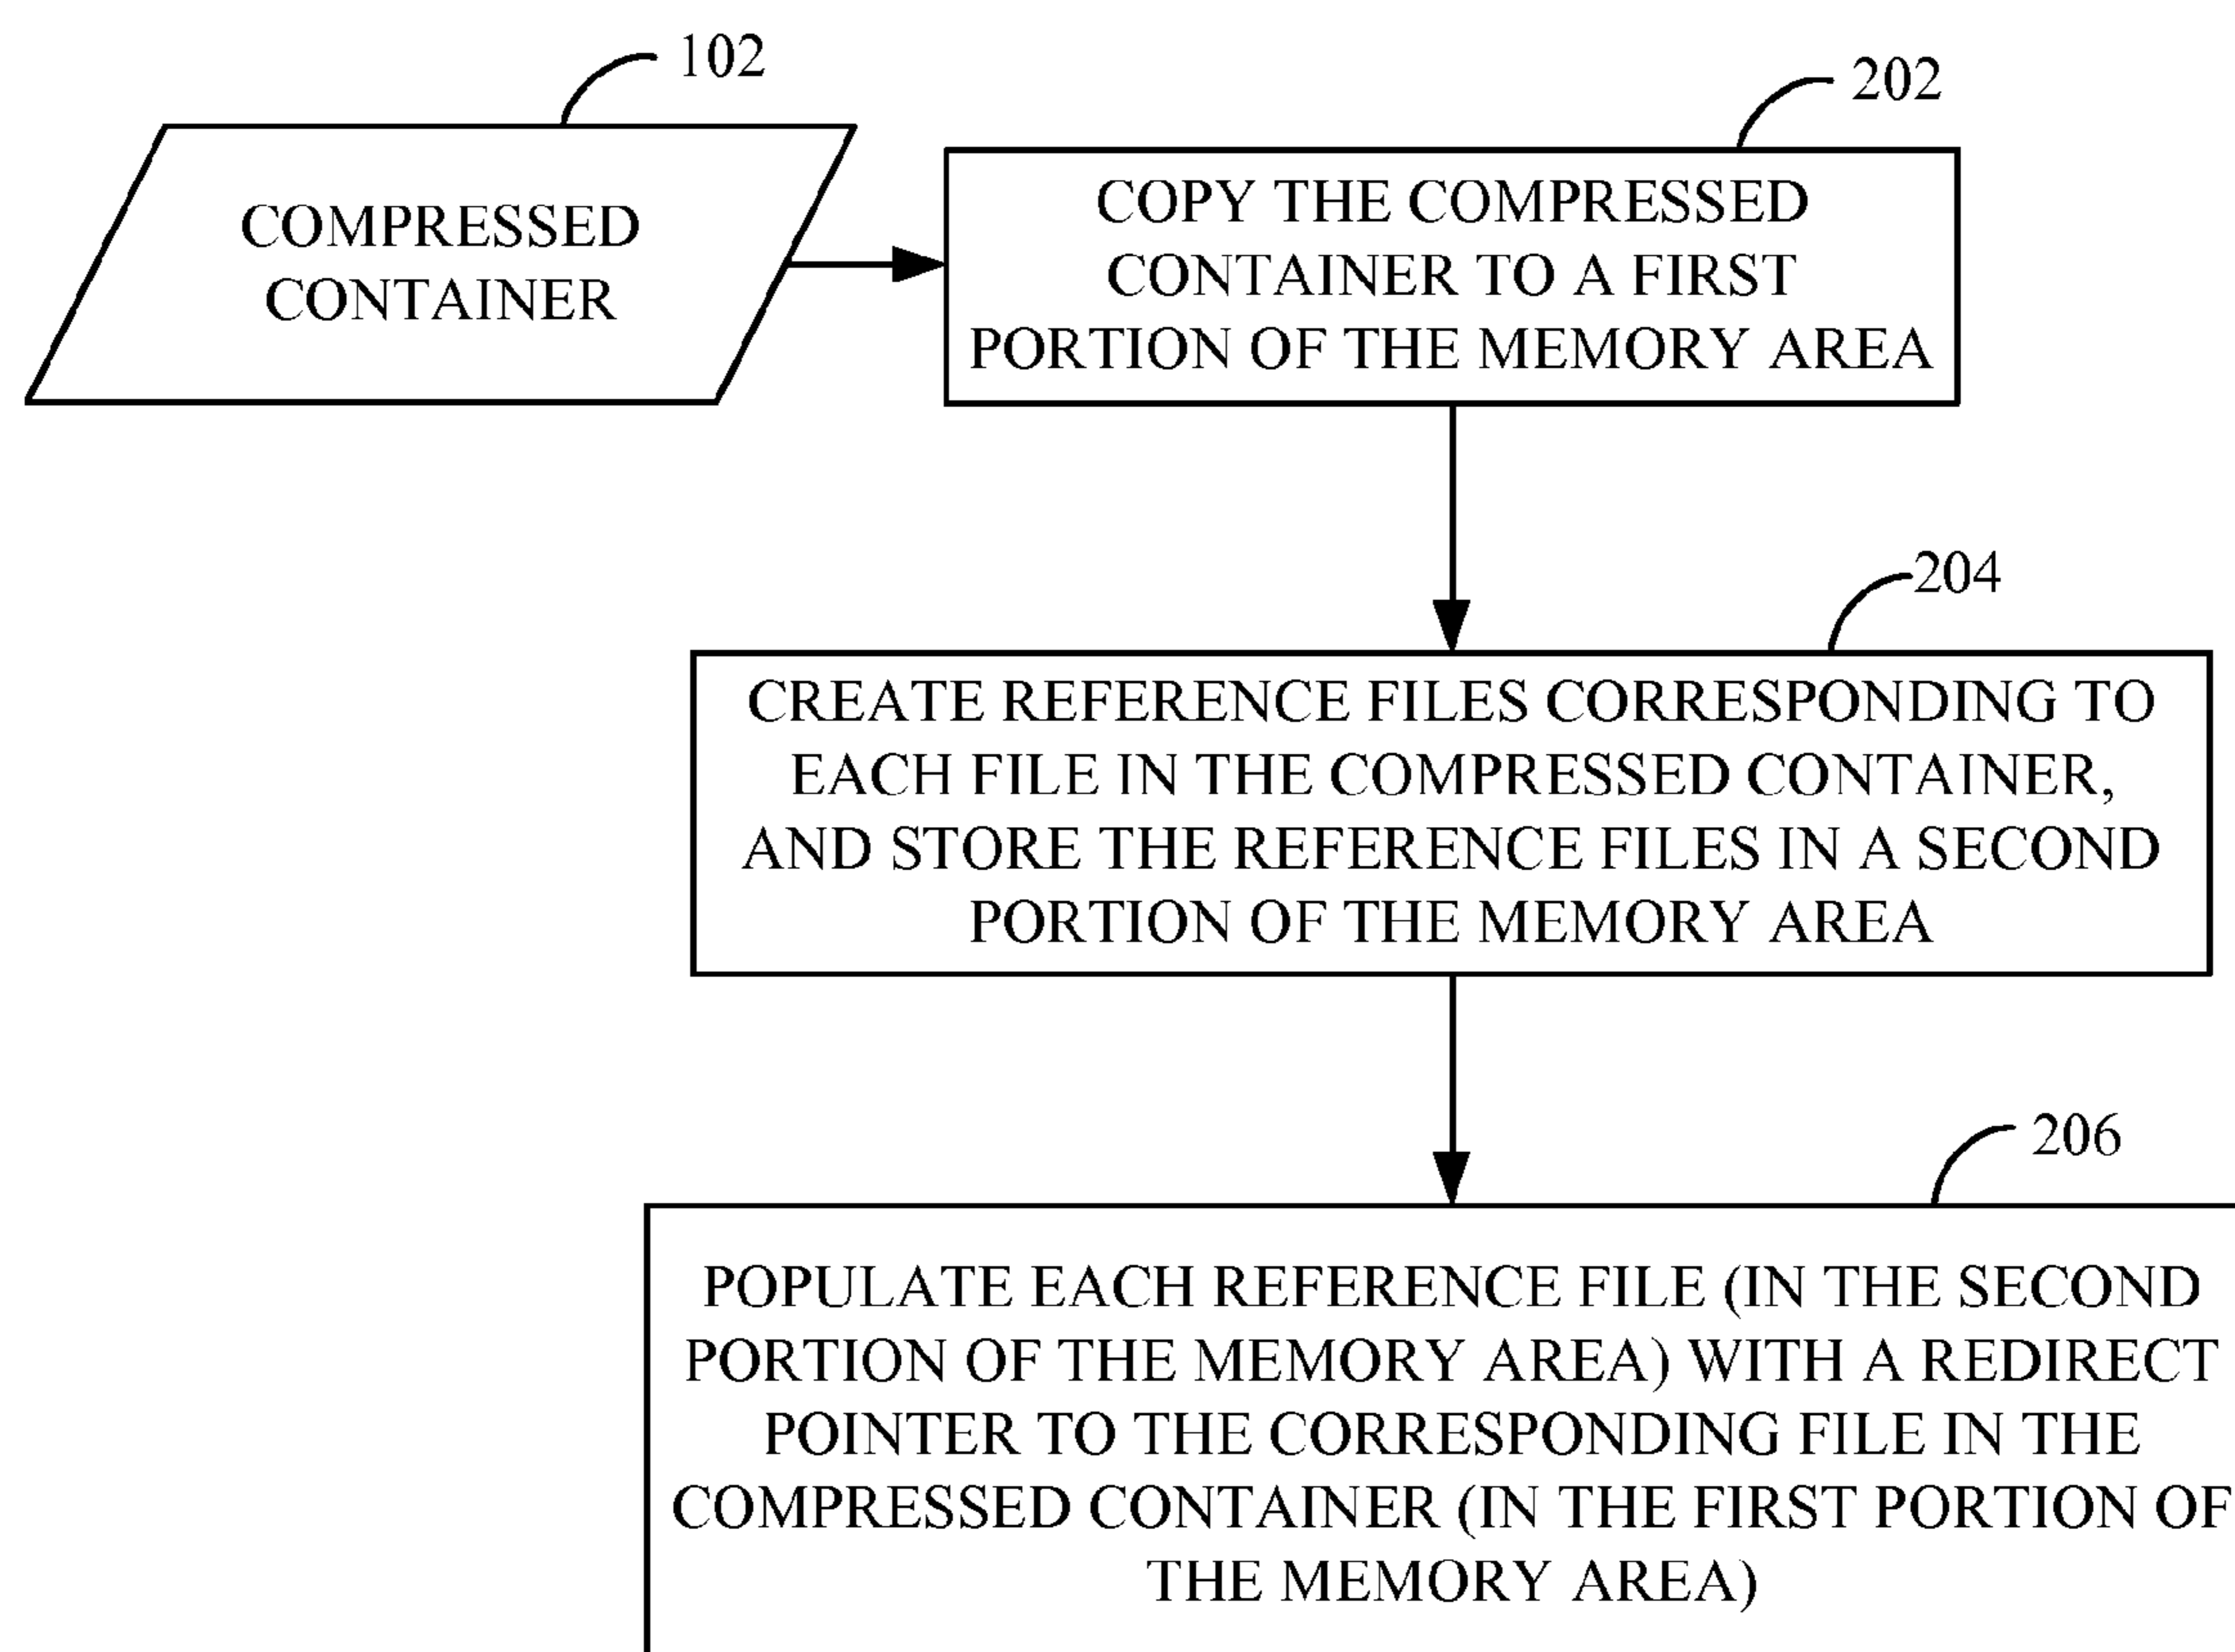 102
COMPRESSED
CONTAINER
202
COPY THE COMPRESSED
CONTAINER TO A FIRST
PORTION OF THE MEMORY AREA
204
CREATE REFERENCE FILES CORRESPONDING TO
EACH FILE IN THE COMPRESSED CONTAINER,
AND STORE THE REFERENCE FILES IN A SECOND
PORTION OF THE MEMORY AREA
206
POPULATE EACH REFERENCE FILE (IN THE SECOND
PORTION OF THE MEMORY AREA) WITH A REDIRECT
POINTER TO THE CORRESPONDING FILE IN THE
COMPRESSED CONTAINER (IN THE FIRST PORTION OF
THE MEMORY AREA)